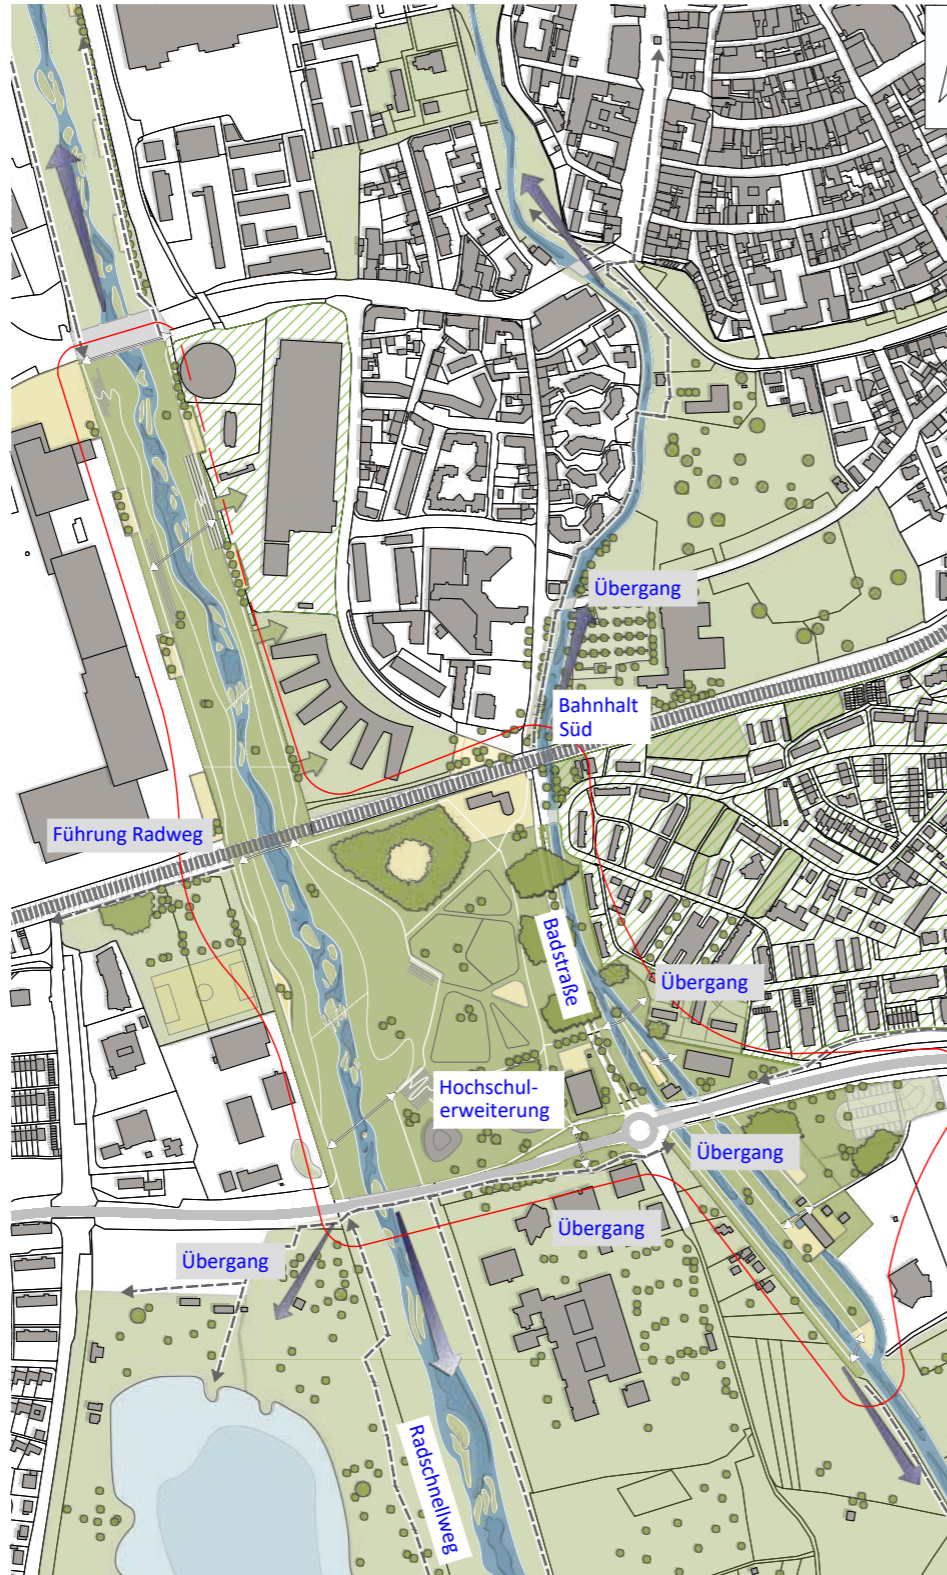 Übergang
Bahnhalt
Süd
Führung Radweg
Badstraße
Übergang
Hochschul-
erweiterung
Übergang
Übergang
Übergang
Radschnellweg